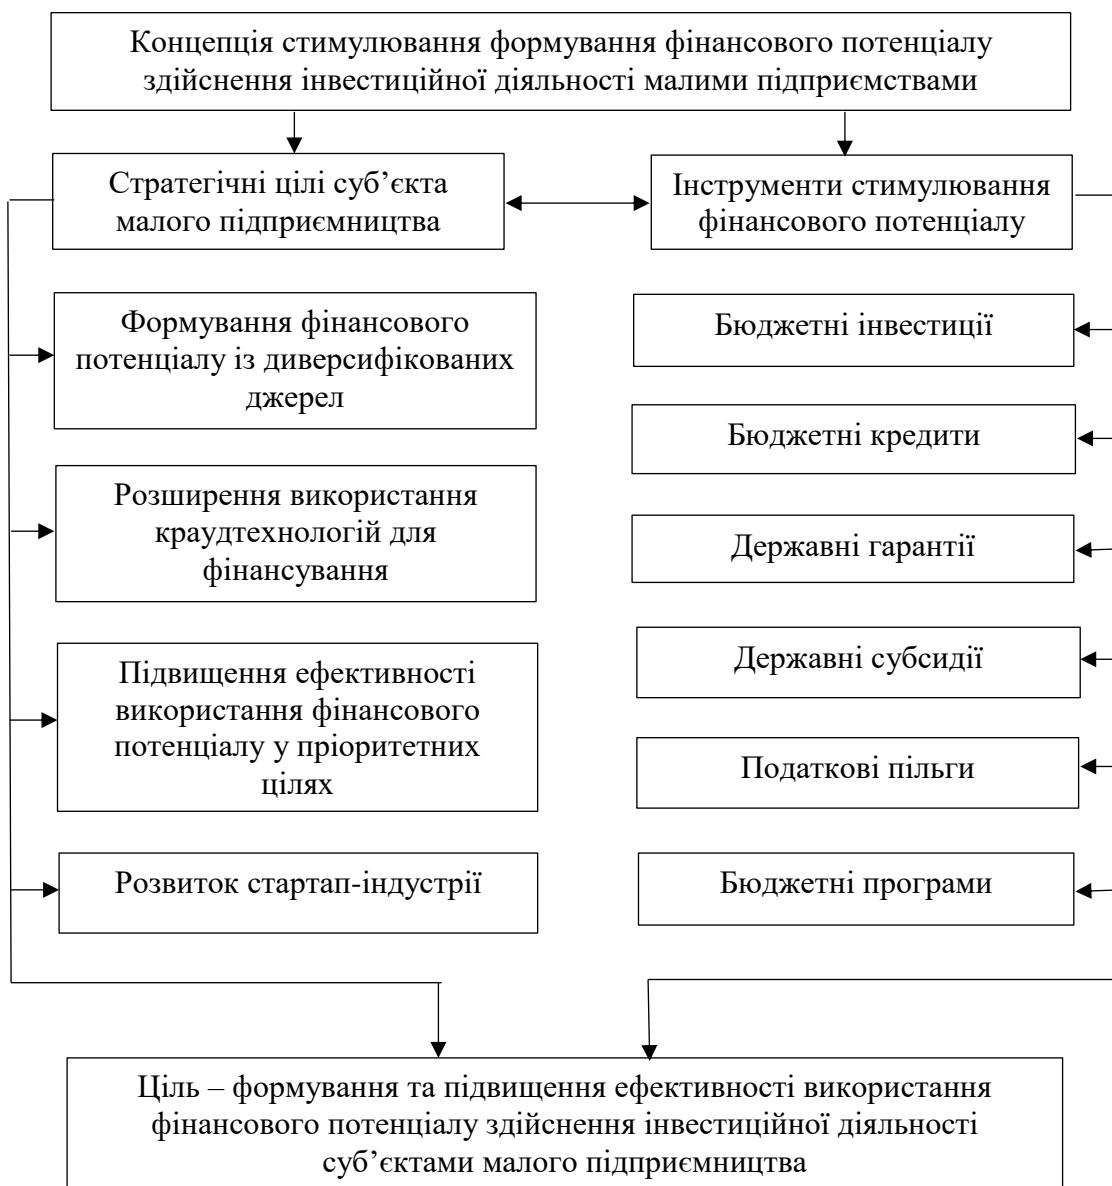 Концепція стимулювання формування фінансового потенціалу
здійснення інвестиційної діяльності малими підприємствами
Стратегічні цілі суб’єкта
малого підприємництва
Інструменти стимулювання
фінансового потенціалу
Формування фінансового
потенціалу із диверсифікованих
джерел
Розширення використання
краудтехнологій для
фінансування
Підвищення ефективності
використання фінансового
потенціалу у пріоритетних
цілях
Розвиток стартап-індустрії
Бюджетні інвестиції
Бюджетні кредити
Державні гарантії
Державні субсидії
Податкові пільги
Бюджетні програми
Ціль – формування та підвищення ефективності використання
фінансового потенціалу здійснення інвестиційної діяльності
суб’єктами малого підприємництва